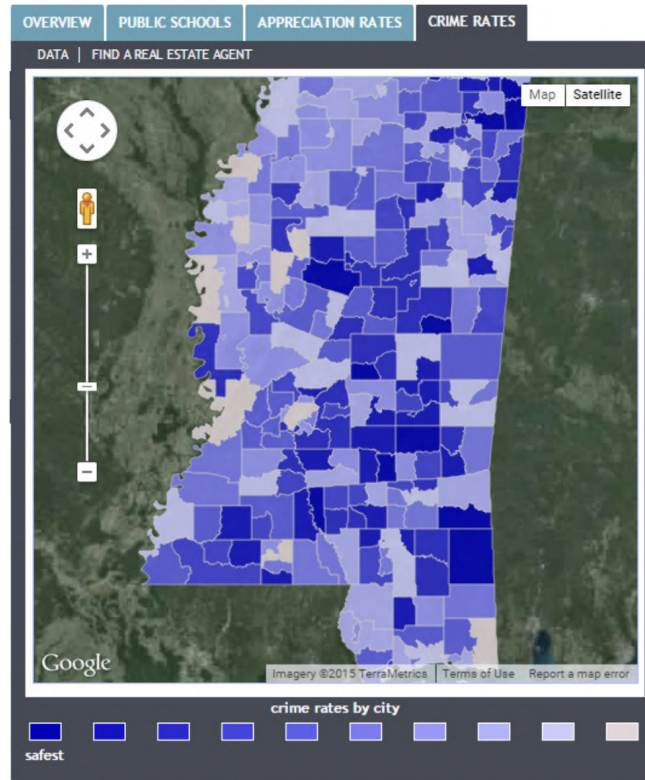 OVERVIEW
PUBLIC SCHOOLS
APPRECIATION RATES
CRIME RATES
DATA | FIND A REAL ESTATE AGENT
Map
Satellite
Google
Imagery ©2015 TerraMetrics
Terms of Use
Report a map error
crime rates by city
safest